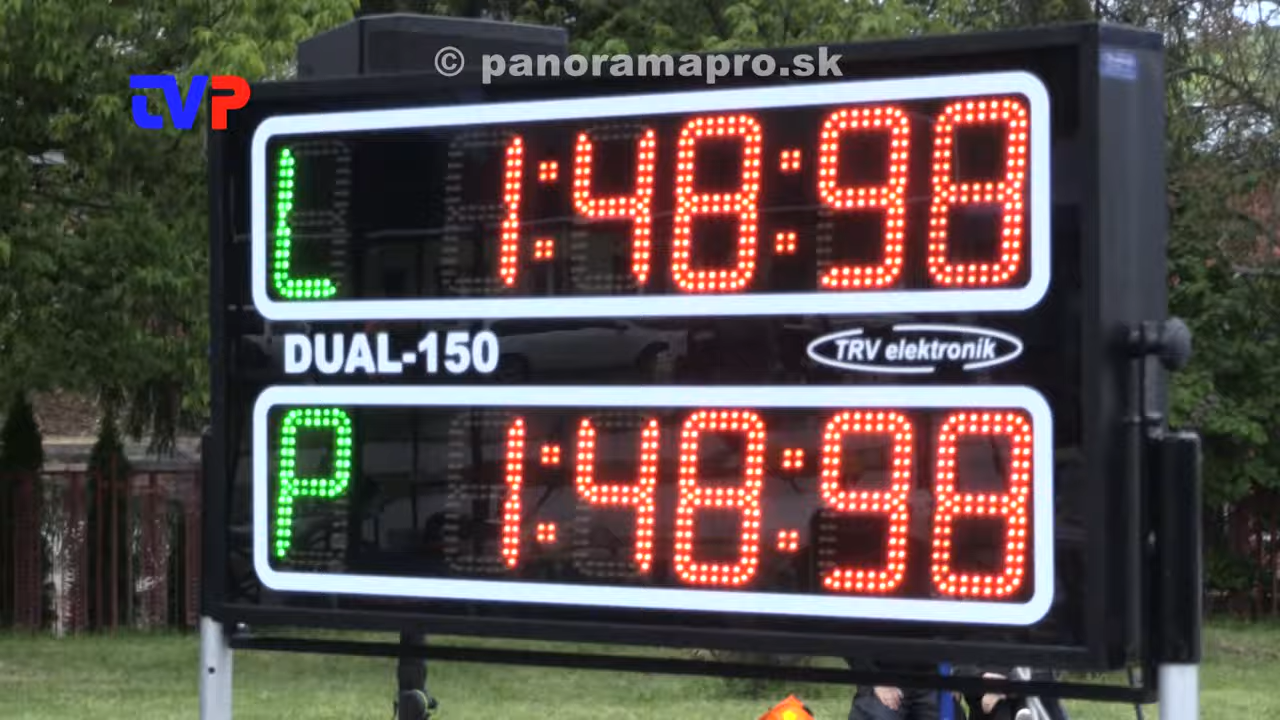 © panoramapro.sk
TVP
L 1:48:98
DUAL-150
TRV elektronik
P 1:48:98